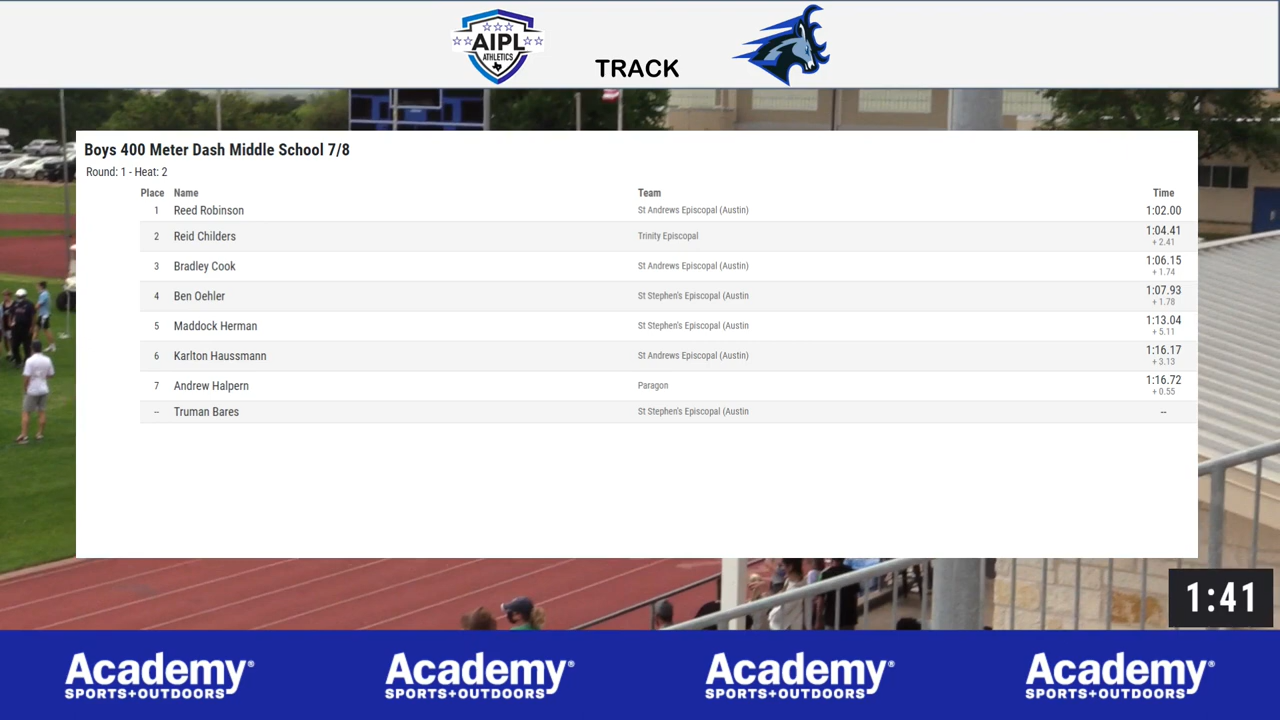 AIPL
ATHLETICS
TRACK
Boys 400 Meter Dash Middle School 7/8
Round: 1 - Heat: 2
Place Name Team Time
1 Reed Robinson St Andrews Episcopal (Austin) 1:02.00
2 Reid Childers Trinity Episcopal 1:04.41
+ 2.41
3 Bradley Cook St Andrews Episcopal (Austin) 1:06.15
+ 1.74
4 Ben Oehler St Stephen's Episcopal (Austin 1:07.93
+ 1.78
5 Maddock Herman St Stephen's Episcopal (Austin 1:13.04
+ 5.11
6 Karlton Haussmann St Andrews Episcopal (Austin) 1:16.17
+ 3.13
7 Andrew Halpern Paragon 1:16.72
+ 0.55
-- Truman Bares St Stephen's Episcopal (Austin --
1:41
Academy® Academy® Academy® Academy®
SPORTS+OUTDOORS SPORTS+OUTDOORS SPORTS+OUTDOORS SPORTS+OUTDOORS